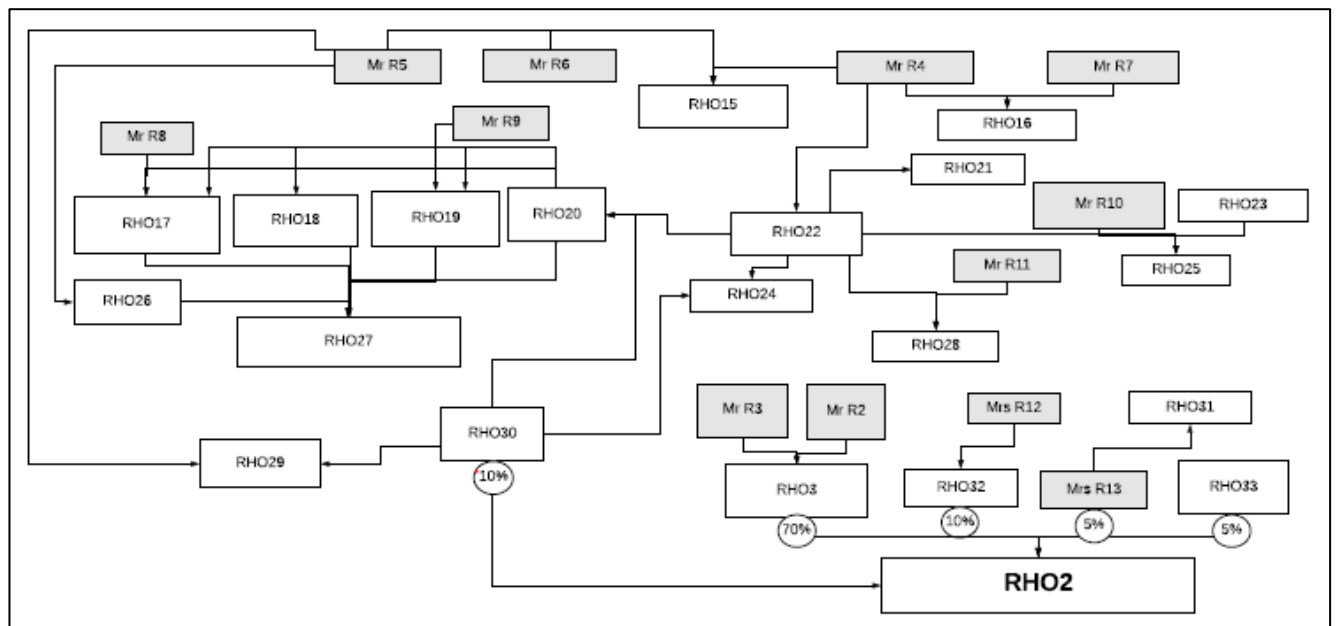 Mr R5
Mr R6
Mr R4
Mr R7
RHO15
RHO16
Mr R8
Mr R9
RHO21
RHO17
RHO18
RHO19
RHO20
RHO22
Mr R10
RHO23
RHO25
Mr R11
RHO26
RHO24
RHO27
RHO28
Mr R3
Mr R2
Mrs R12
RHO31
RHO30
RHO29
*10%
RHO3
RHO32
Mrs R13
RHO33
70%
10%
5%
5%
RHO2